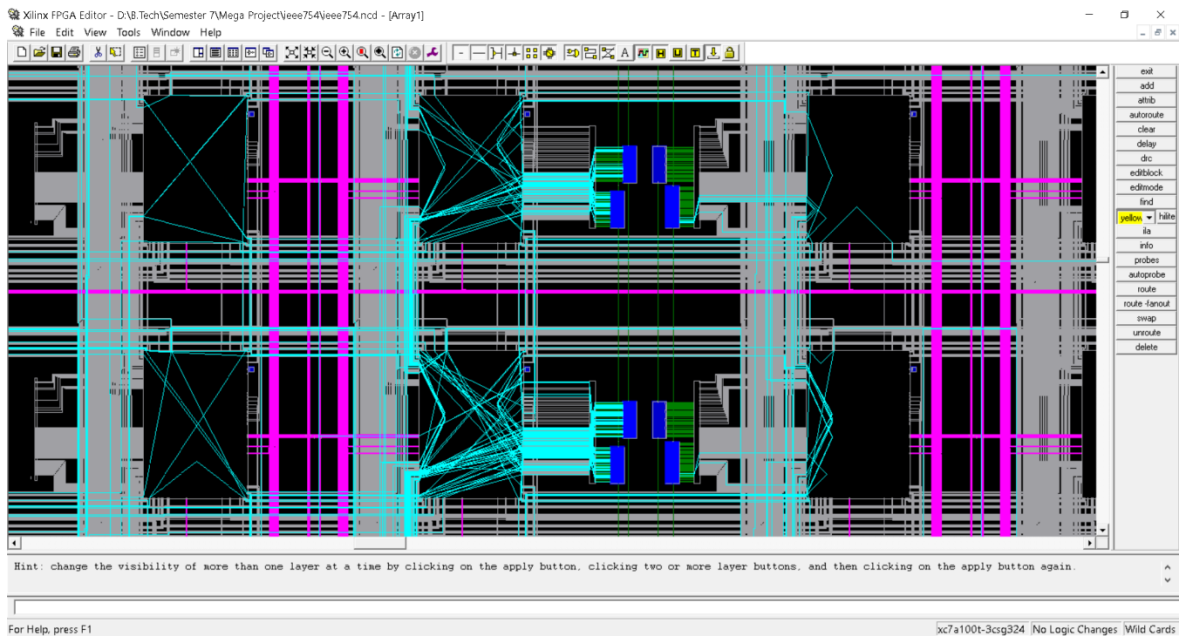 Xilinx FPGA Editor - D:\B.Tech\Semester 7\Mega Project\ieee754\ieee754.ncd - [Array1]
File Edit View Tools Window Help
A
exit
add
attrib
autoroute
clear
delay
drc
editblock
editmode
find
yellow hilite
ila
info
probes
autoprobe
route
route -fanout
swap
unroute
delete
Hint: change the visibility of more than one layer at a time by clicking on the apply button, clicking two or more layer buttons, and then clicking on the apply button again.
For Help, press F1
xc7a100t-3csg324 No Logic Changes Wild Cards